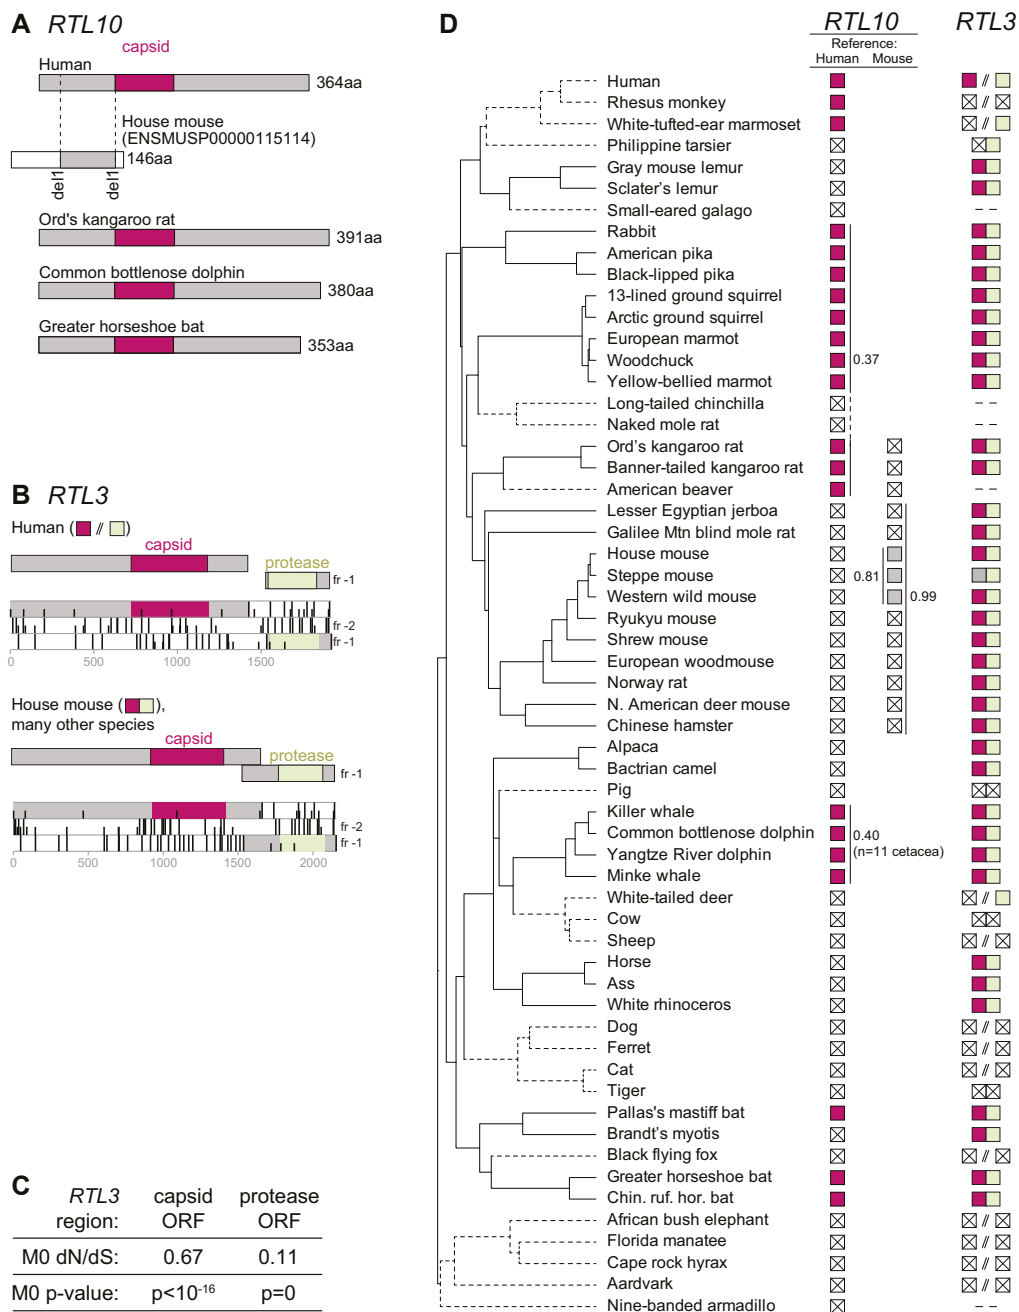 A RTL10
capsid
Human
364aa
House mouse
(ENSMUSP00000115114)
146aa
del1
del1
Ord's kangaroo rat
391aa
Common bottlenose dolphin
380aa
Greater horseshoe bat
353aa
B RTL3
Human ( // )
capsid
protease
fr -1
fr -2
fr -1
0 500 1000 1500
House mouse ( ),
many other species
capsid
protease
fr -1
fr -2
fr -1
0 500 1000 2000
C
RTL3 capsid protease
region: ORF ORF
M0 dN/dS: 0.67 0.11
M0 p-value: p<10-16 p=0
D RTL10 RTL3
Reference:
Human Mouse
Human //
Rhesus monkey //
White-tufted-ear marmoset //
Philippine tarsier
Gray mouse lemur
Sclater's lemur
Small-eared galago – –
Rabbit
American pika
Black-lipped pika
13-lined ground squirrel
Arctic ground squirrel
European marmot
Woodchuck 0.37
Yellow-bellied marmot
Long-tailed chinchilla – –
Naked mole rat – –
Ord's kangaroo rat
Banner-tailed kangaroo rat
American beaver – –
Lesser Egyptian jerboa
Galilee Mtn blind mole rat
House mouse
Steppe mouse 0.81
Western wild mouse 0.99
Ryukyu mouse
Shrew mouse
European woodmouse
Norway rat
N. American deer mouse
Chinese hamster
Alpaca
Bactrian camel
Pig
Killer whale
Common bottlenose dolphin 0.40
Yangtze River dolphin (n=11 cetacea)
Minke whale
White-tailed deer //
Cow
Sheep //
Horse
Ass
White rhinoceros
Dog //
Ferret //
Cat //
Tiger
Pallas's mastiff bat
Brandt's myotis
Black flying fox //
Greater horseshoe bat
Chin. ruf. hor. bat
African bush elephant //
Florida manatee //
Cape rock hyrax //
Aardvark //
Nine-banded armadillo – –